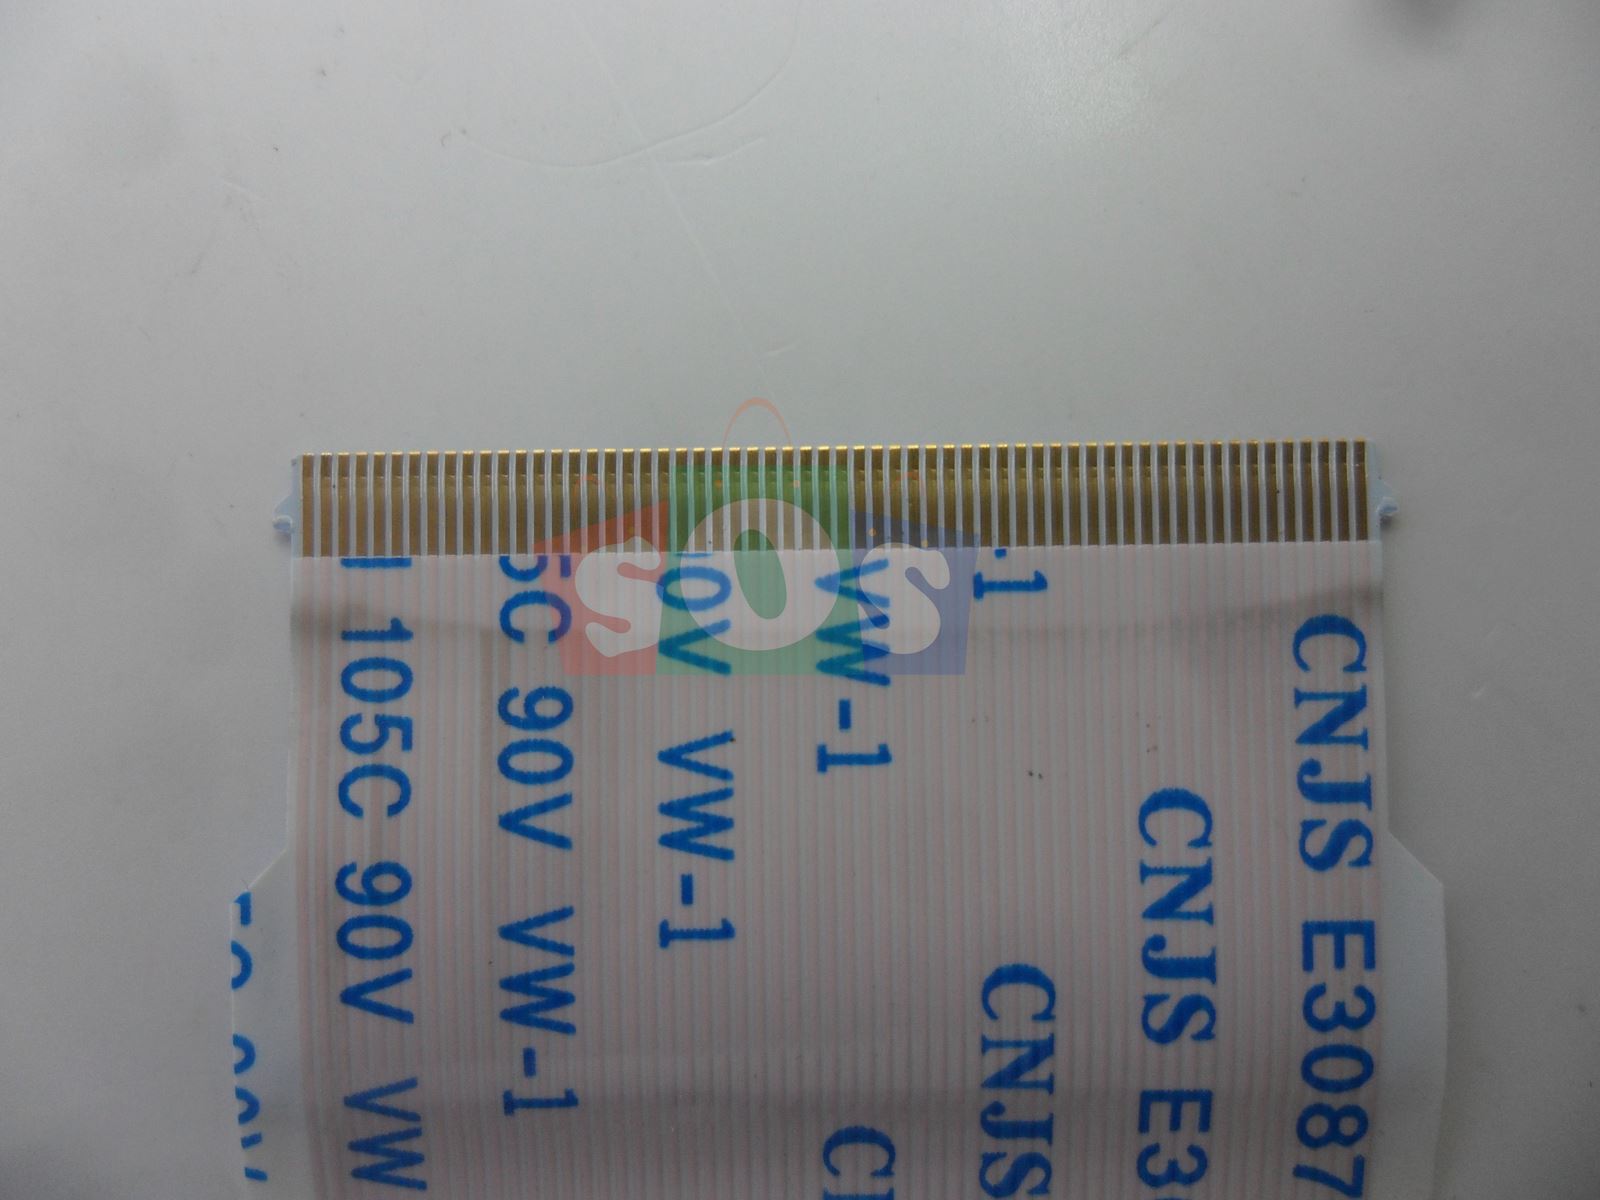 105C 90V VW
5C 90V VW-1
0V VW-1
VW-1
-1
CNJS E3087
CNJS E3
CNJS
SOS